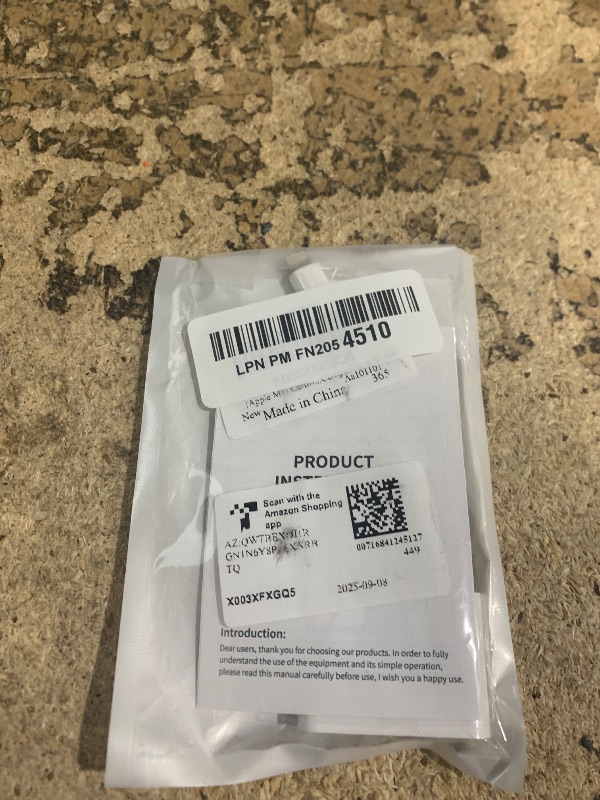 LPN PM FN205 4510
(Apple
Aa101101
New
Made in China
365
PRODUCT
Scan with the
Amazon Shopping
app
TQ
449
X003XFXGQ5
2025-09-08
Introduction:
Dear users, thank you for choosing our products. In order to fully
understand the use of the equipment and its simple operation,
please read this manual carefully before use, I wish you a happy use.